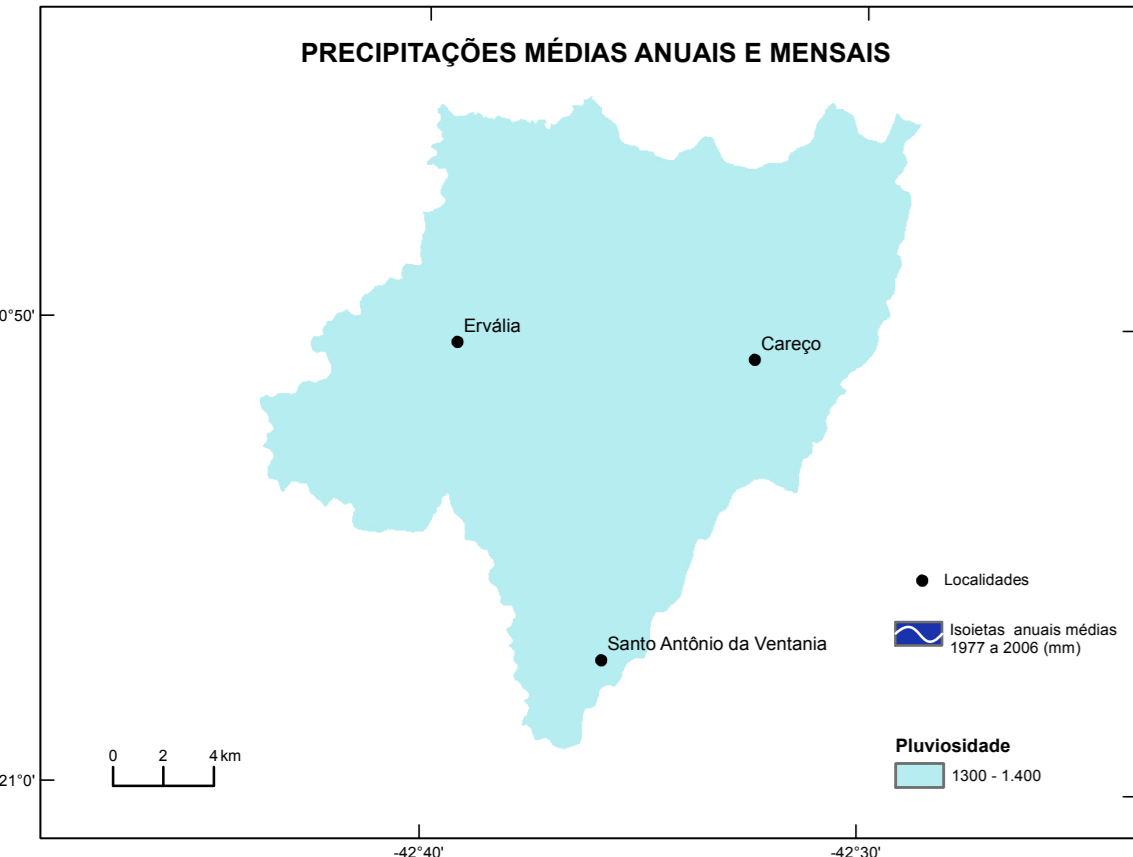 PRECIPITAÇÕES MÉDIAS ANUAIS E MENSAIS
0°50'
Ervália
Careço
Localidades
Isoietas anuais médias
1977 a 2006 (mm)
Santo Antônio da Ventania
Pluviosidade
1300 - 1.400
0 2 4 km
21°0'
-42°40' -42°30'